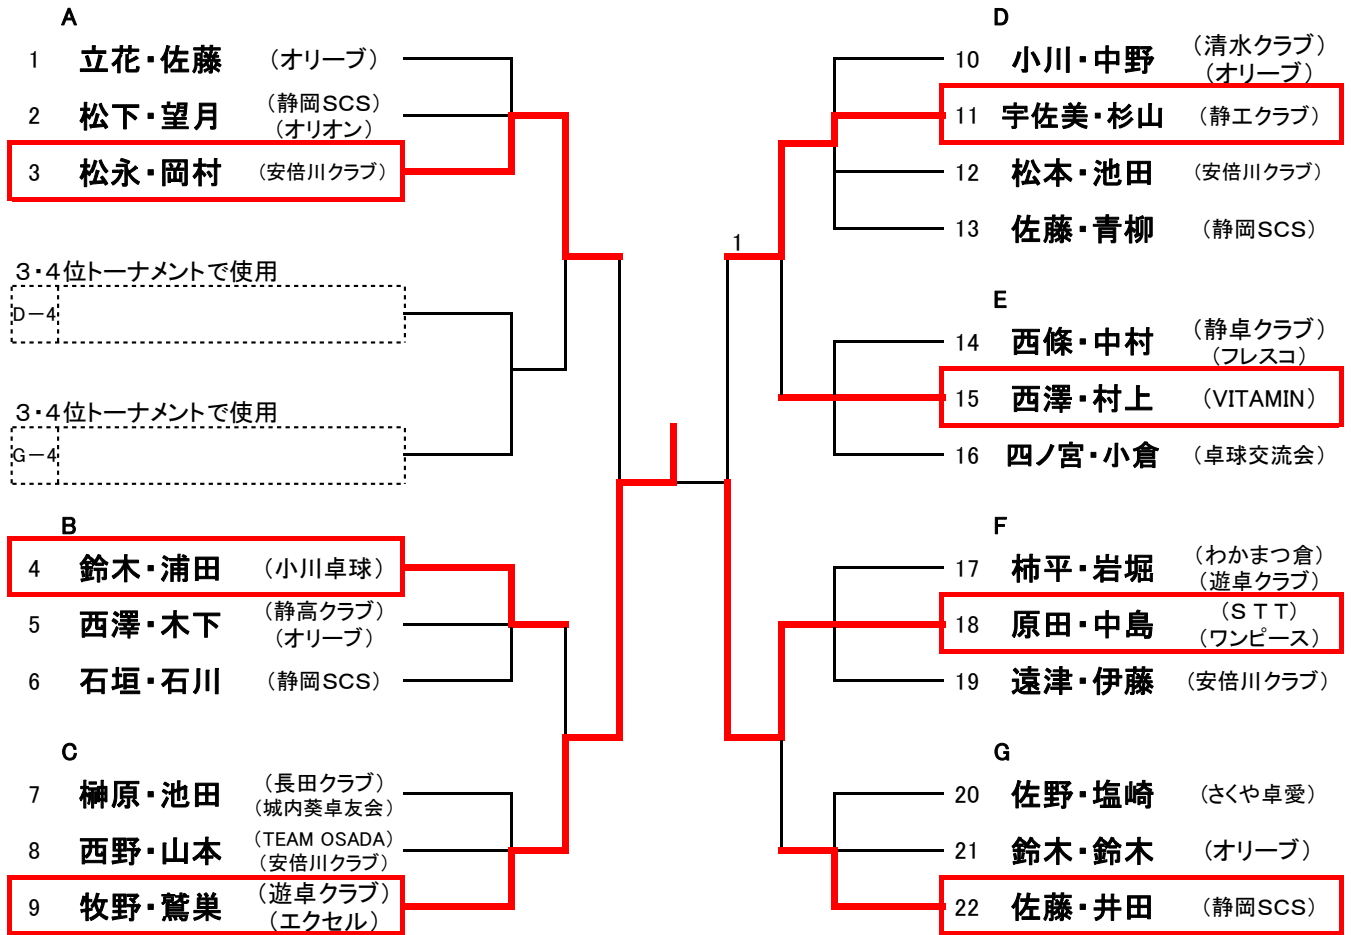 A
1 立花・佐藤 （オリーブ）
2 松下・望月 （静岡SCS）
（オリオン）
3 松永・岡村 （安倍川クラブ）
３・４位トーナメントで使用
D－4
３・４位トーナメントで使用
G－4
B
4 鈴木・浦田 （小川卓球）
5 西澤・木下 （静高クラブ）
（オリーブ）
6 石垣・石川 （静岡SCS）
C
7 榊原・池田 （長田クラブ）
（城内葵卓友会）
8 西野・山本 （TEAM OSADA）
（安倍川クラブ）
9 牧野・鷲巣 （遊卓クラブ）
（エクセル）
1
D
10 小川・中野 （清水クラブ）
（オリーブ）
11 宇佐美・杉山 （静工クラブ）
12 松本・池田 （安倍川クラブ）
13 佐藤・青柳 （静岡SCS）
E
14 西條・中村 （静卓クラブ）
（フレスコ）
15 西澤・村上 （VITAMIN）
16 四ノ宮・小倉 （卓球交流会）
F
17 柿平・岩堀 （わかまつ倉）
（遊卓クラブ）
18 原田・中島 （ＳＴＴ）
（ワンピース）
19 遠津・伊藤 （安倍川クラブ）
G
20 佐野・塩崎 （さくや卓愛）
21 鈴木・鈴木 （オリーブ）
22 佐藤・井田 （静岡SCS）